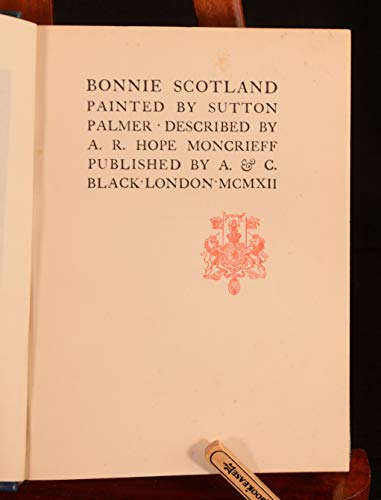 BONNIE SCOTLAND
PAINTED BY SUTTON
PALMER · DESCRIBED BY
A. R. HOPE MONCRIEFF
PUBLISHED BY A. & C.
BLACK · LONDON · MCMXII